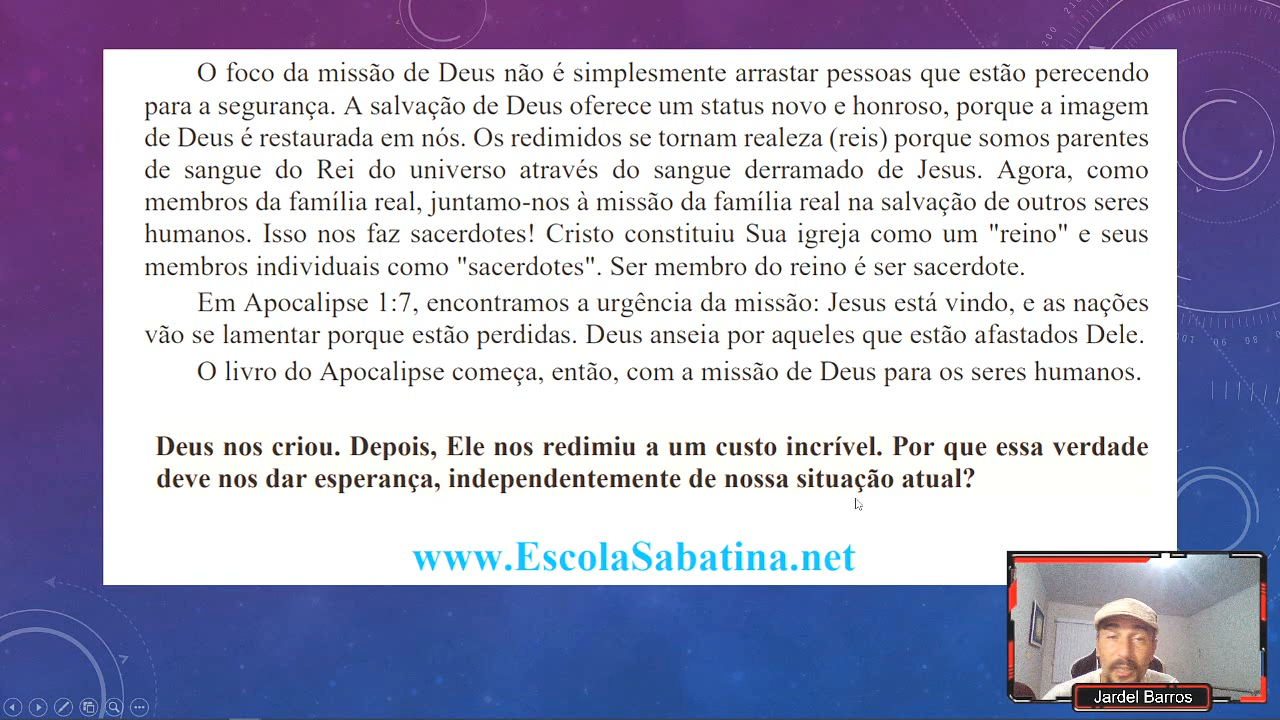 O foco da missão de Deus não é simplesmente arrastar pessoas que estão perecendo
para a segurança. A salvação de Deus oferece um status novo e honroso, porque a imagem
de Deus é restaurada em nós. Os redimidos se tornam realeza (reis) porque somos parentes
de sangue do Rei do universo através do sangue derramado de Jesus. Agora, como
membros da família real, juntamo-nos à missão da família real na salvação de outros seres
humanos. Isso nos faz sacerdotes! Cristo constituiu Sua igreja como um "reino" e seus
membros individuais como "sacerdotes". Ser membro do reino é ser sacerdote.
Em Apocalipse 1:7, encontramos a urgência da missão: Jesus está vindo, e as nações
vão se lamentar porque estão perdidas. Deus anseia por aqueles que estão afastados Dele.
O livro do Apocalipse começa, então, com a missão de Deus para os seres humanos.
Deus nos criou. Depois, Ele nos redimiu a um custo incrível. Por que essa verdade
deve nos dar esperança, independentemente de nossa situação atual?
www.EscolaSabatina.net
Jardel Barros